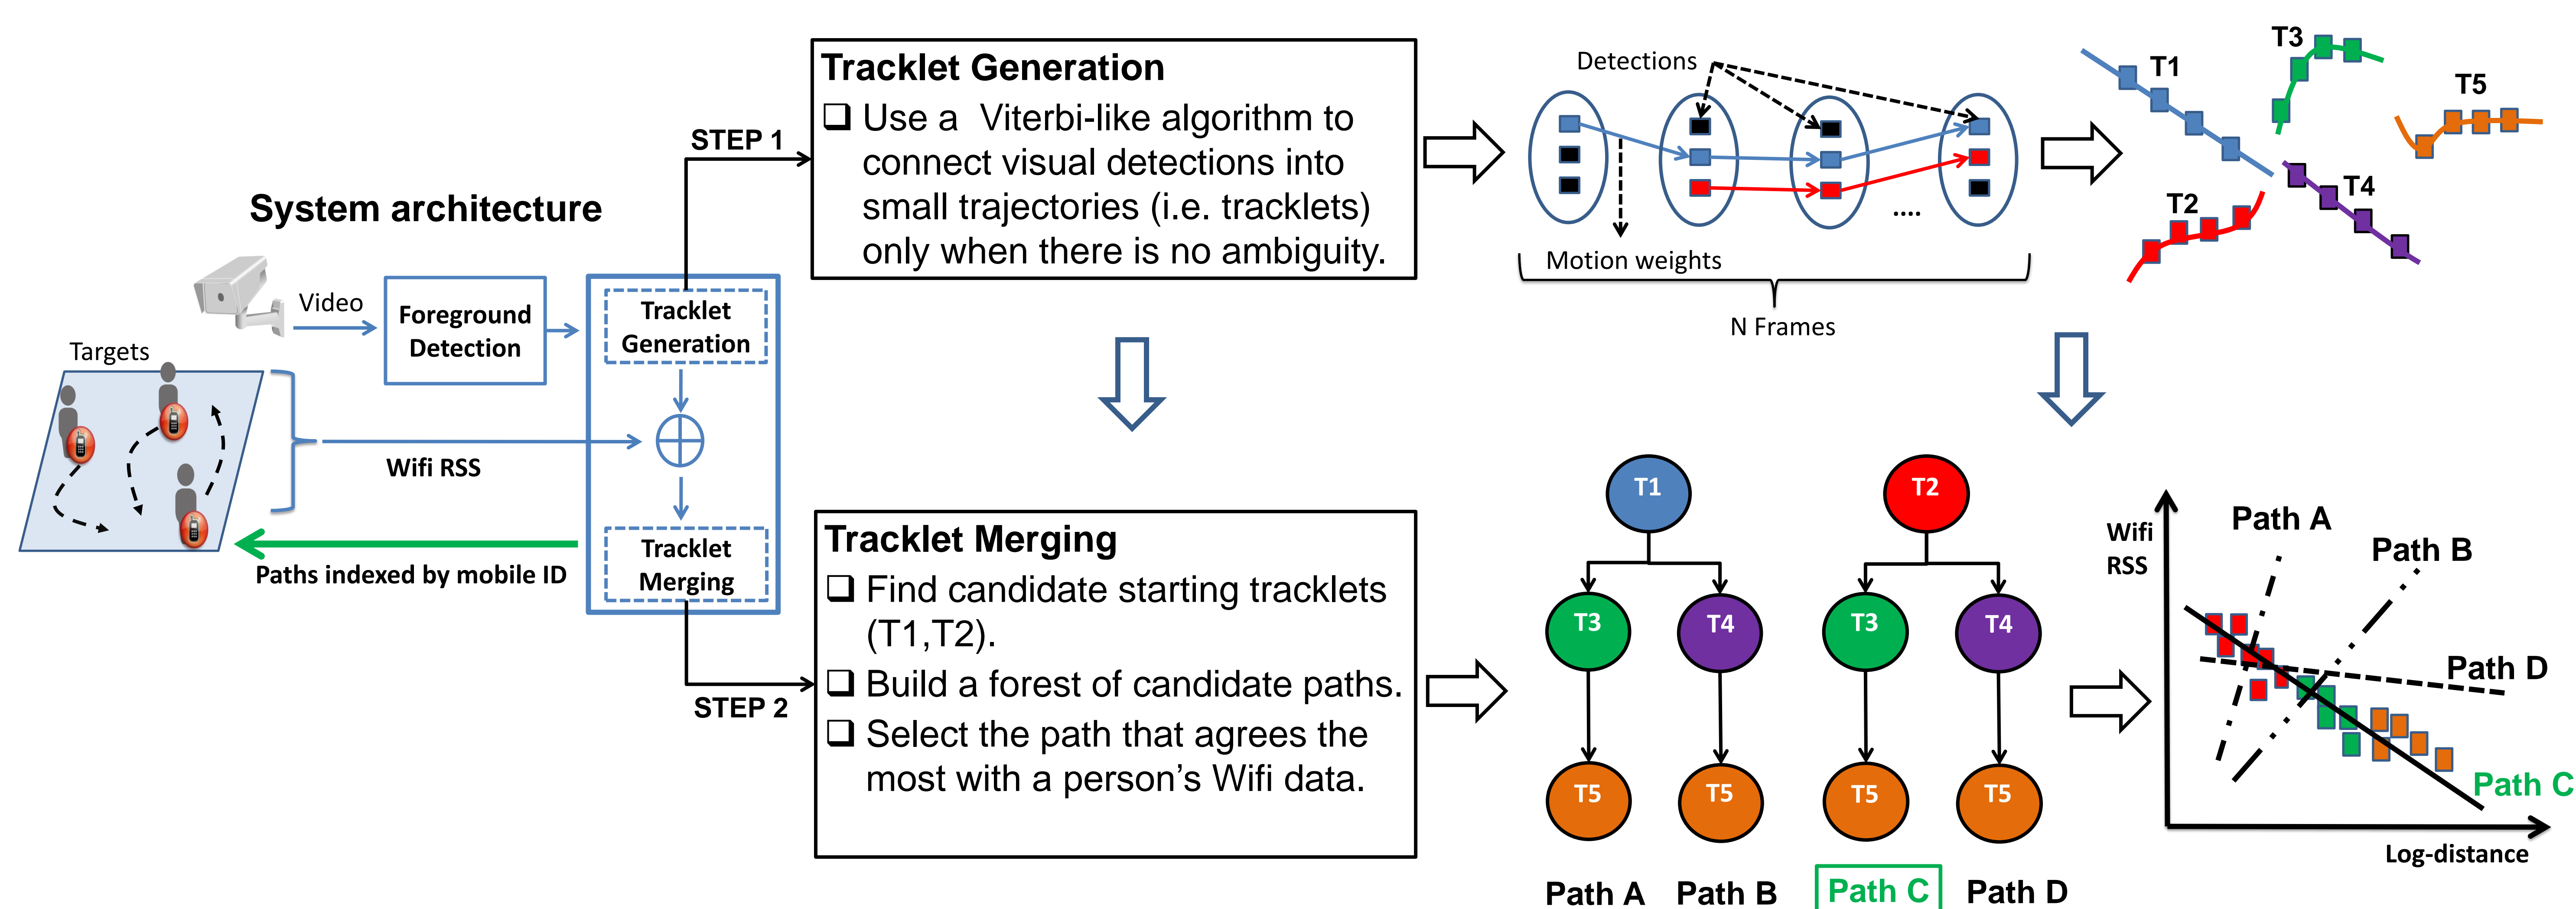 System architecture
Video
Foreground
Detection
Targets
Wifi RSS
Paths indexed by mobile ID
Tracklet
Generation
Tracklet
Merging
STEP 1
STEP 2
Tracklet Generation
❑ Use a Viterbi-like algorithm to
connect visual detections into
small trajectories (i.e. tracklets)
only when there is no ambiguity.
Tracklet Merging
❑ Find candidate starting tracklets
(T1,T2).
❑ Build a forest of candidate paths.
❑ Select the path that agrees the
most with a person’s Wifi data.
Detections
....
Motion weights
N Frames
T1
T2
T3
T4
T5
T1
T2
T3
T4
T3
T4
T5
T5
T5
T5
Path A
Path B
Path C
Path D
Wifi
RSS
Path A
Path B
Path D
Path C
Log-distance